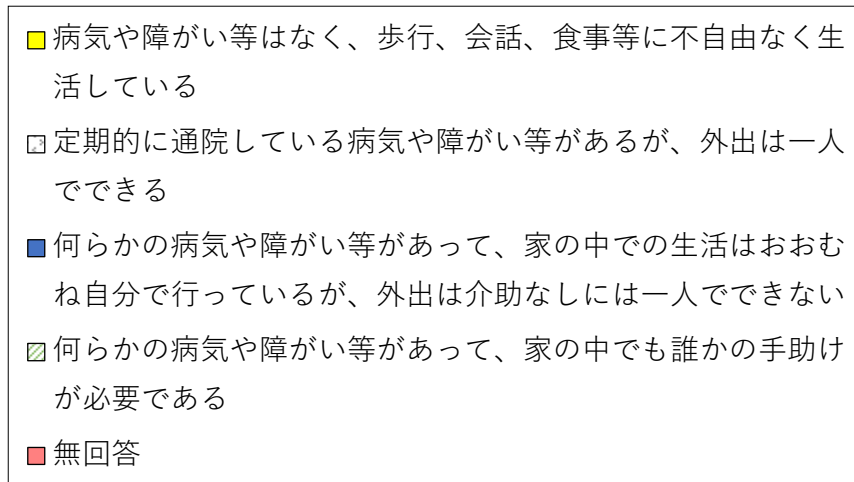 病気や障がい等はなく、歩行、会話、食事等に不自由なく生
活している
定期的に通院している病気や障がい等があるが、外出は一人
でできる
何らかの病気や障がい等があって、家の中での生活はおおむ
ね自分で行っているが、外出は介助なしには一人でできない
何らかの病気や障がい等があって、家の中でも誰かの手助け
が必要である
無回答